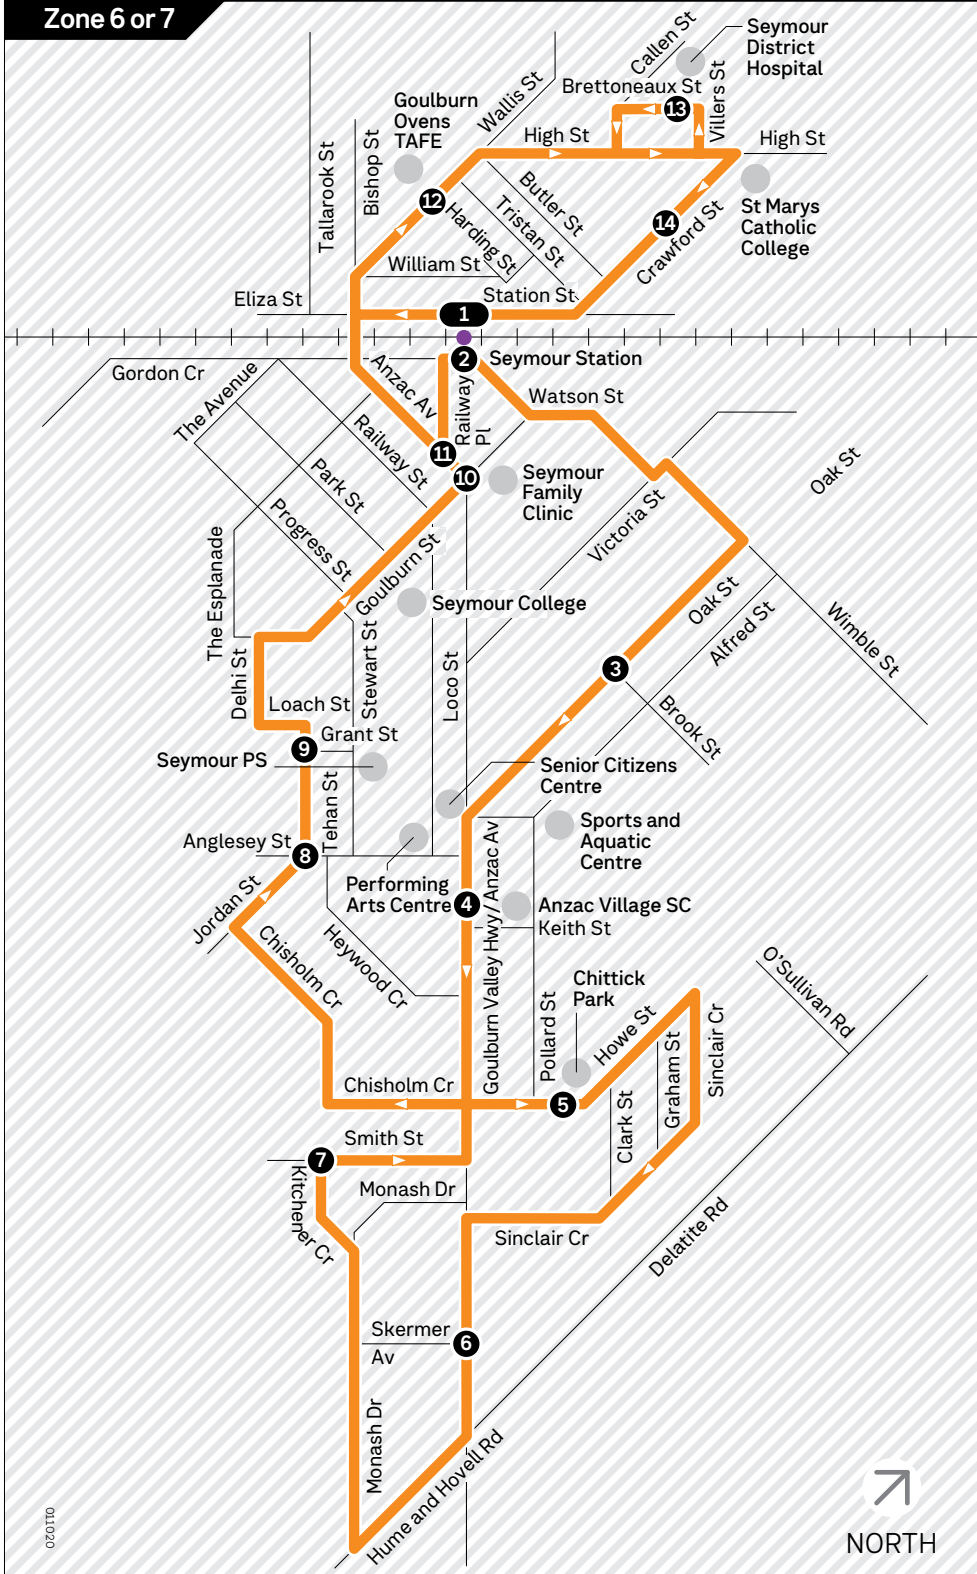 Zone 6 or 7
Callen St
Seymour
District
Hospital
Wallis St
Brettoneaux St
Villers St
13
Goulburn
Ovens
TAFE
High St
High St
Tallarook St
Bishop St
12
Harding St
Tristan St
Butler St
14
Crawford St
St Marys
Catholic
College
William St
Eliza St
Station St
1
2
Seymour Station
Gordon Cr
The Avenue
Anzac Av
Railway
Pl
Watson St
Railway St
11
10
Seymour
Family
Clinic
Oak St
Park St
Progress St
Victoria St
The Esplanade
Goulburn St
Seymour College
Oak St
Alfred St
Wimble St
Delhi St
Stewart St
Loco St
3
Loach St
Brook St
9
Grant St
Seymour PS
Senior Citizens
Centre
Tehan St
Sports and
Aquatic
Centre
Anglesey St
8
Performing
Arts Centre
4
Goulburn Valley Hwy/Anzac Av
Anzac Village SC
Keith St
Jordan St
Chisholm Cr
Heywood Cr
O'Sullivan Rd
Chittick
Park
Pollard St
Howe St
Sinclair Cr
Graham St
Clark St
Chisholm Cr
5
Smith St
7
Kitchener Cr
Monash Dr
Sinclair Cr
Delatite Rd
Skermer
Av
6
Monash Dr
Hume and Hovell Rd
011020
NORTH